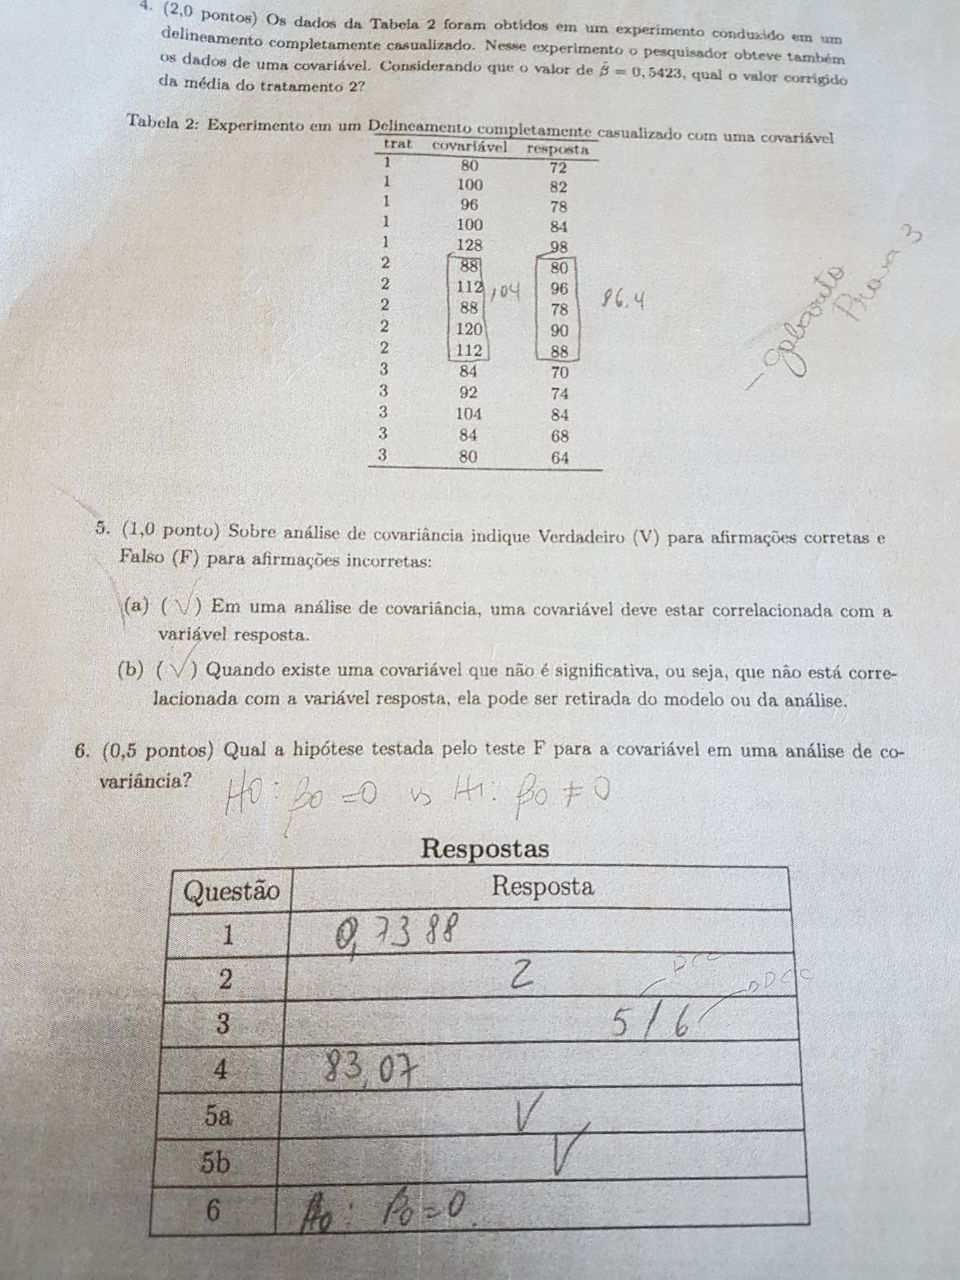 4. (2,0 pontos) Os dados da Tabela 2 foram obtidos em um experimento conduzido em um
delineamento completamente casualizado. Nesse experimento o pesquisador obteve também
os dados de uma covariável. Considerando que o valor de β̂ = 0,5423, qual o valor corrigido
da média do tratamento 2?
Tabela 2: Experimento em um Delineamento completamente casualizado com uma covariável
trat covariável resposta
1 80 72
1 100 82
1 96 78
1 100 84
1 128 98
2 88 80
2 112 96
2 88 78
2 120 90
2 112 88
3 84 70
3 92 74
3 104 84
3 84 68
3 80 64
104
86.4
- gabarito
Prova 3
5. (1,0 ponto) Sobre análise de covariância indique Verdadeiro (V) para afirmações corretas e
Falso (F) para afirmações incorretas:
(a) (V) Em uma análise de covariância, uma covariável deve estar correlacionada com a
variável resposta.
(b) (V) Quando existe uma covariável que não é significativa, ou seja, que não está corre-
lacionada com a variável resposta, ela pode ser retirada do modelo ou da análise.
6. (0,5 pontos) Qual a hipótese testada pelo teste F para a covariável em uma análise de co-
variância? H0: β0 = 0 vs H1: β0 ≠ 0
Respostas
Questão Resposta
1 0,7388
2 2
3 5 / 6
4 83,07
5a V
5b V
6 H0: β0 = 0.